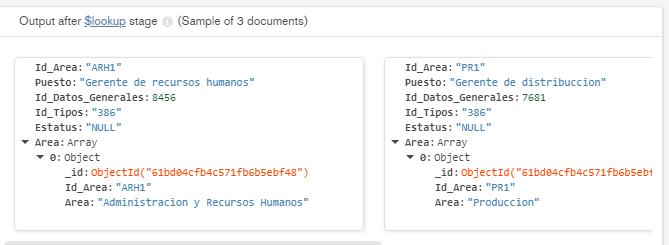 Output after $lookup stage (Sample of 3 documents)
Id_Area: "ARH1"
Puesto: "Gerente de recursos humanos"
Id_Datos_Generales: 8456
Id_Tipos: "386"
Estatus: "NULL"
Area: Array
0: Object
_id: ObjectId("61bd04cfb4c571fb6b5ebf48")
Id_Area: "ARH1"
Area: "Administracion y Recursos Humanos"
Id_Area: "PR1"
Puesto: "Gerente de distribuccion"
Id_Datos_Generales: 7681
Id_Tipos: "386"
Estatus: "NULL"
Area: Array
0: Object
_id: ObjectId("61bd04cfb4c571fb6b5ebf
Id_Area: "PR1"
Area: "Produccion"